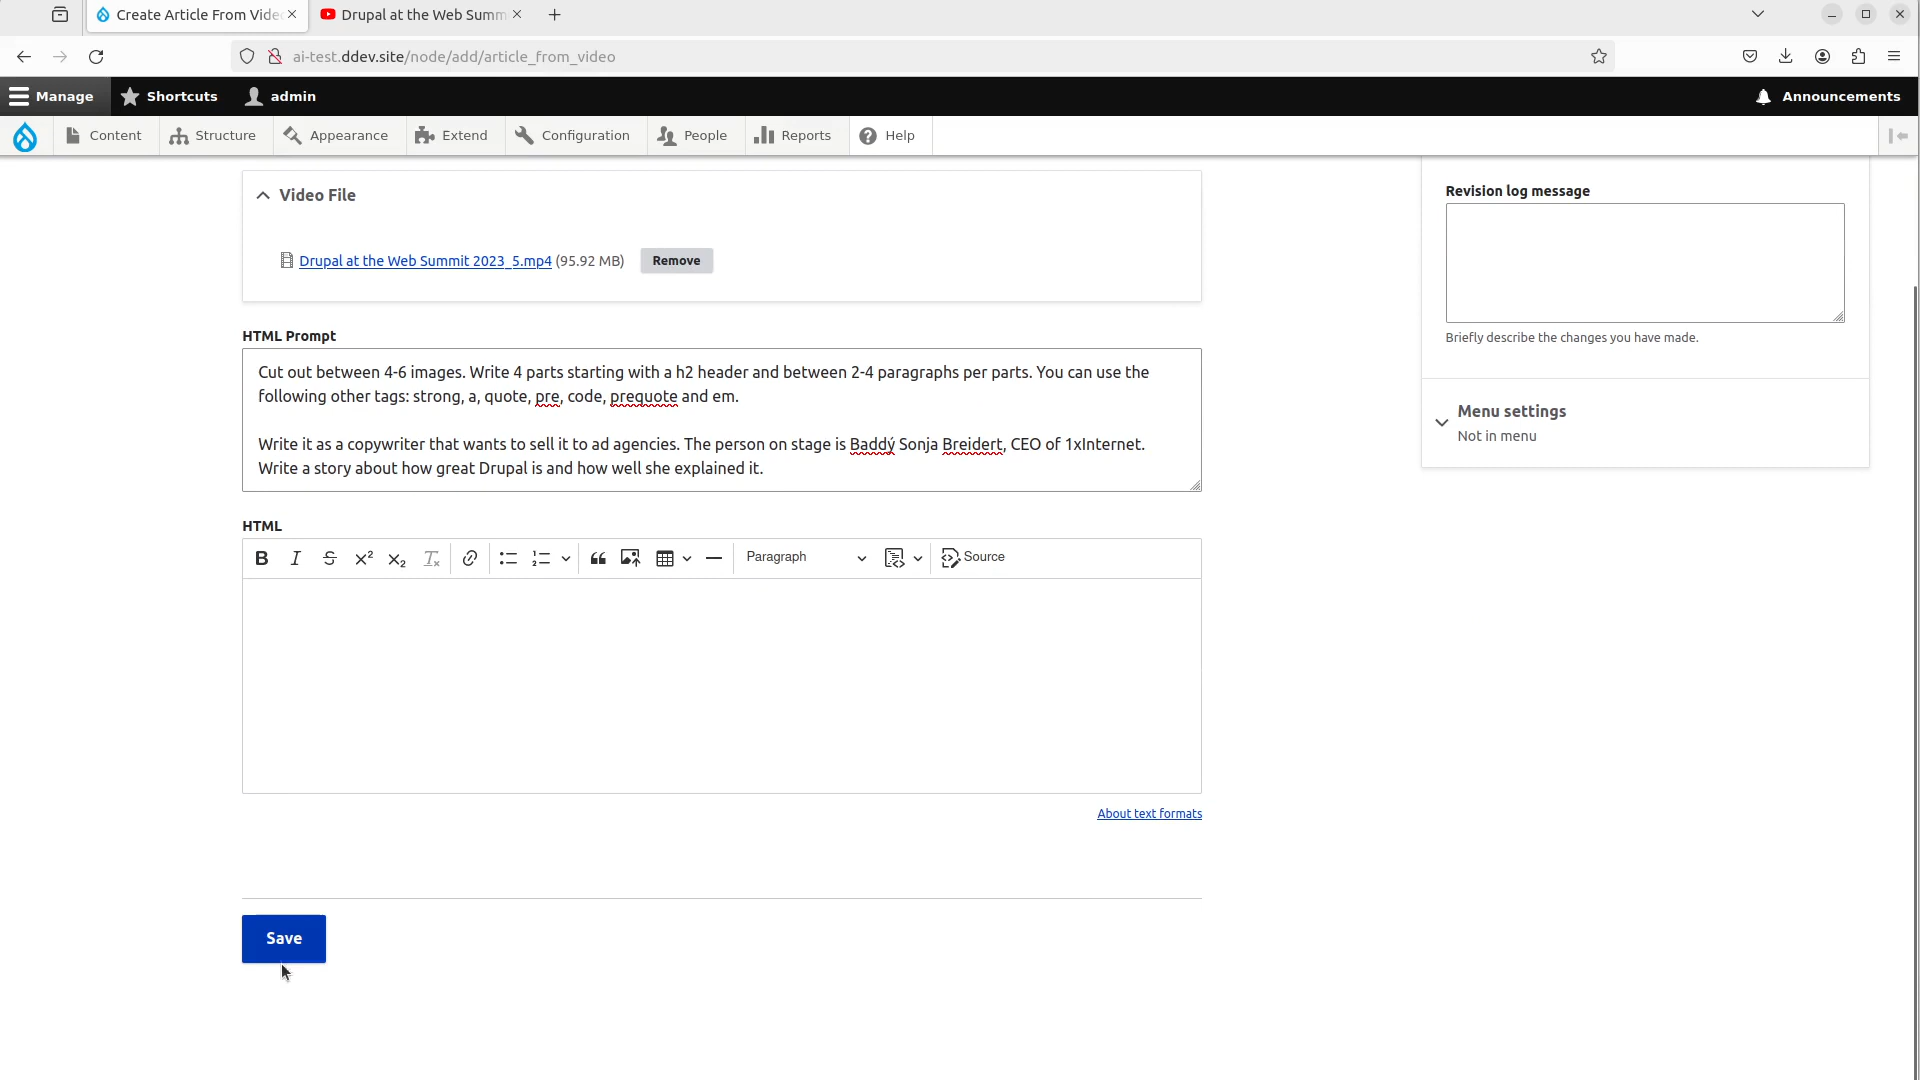 Create Article From Vide
Drupal at the Web Summ
ai-test.ddev.site/node/add/article_from_video
Manage
Shortcuts
admin
Announcements
Content
Structure
Appearance
Extend
Configuration
People
Reports
Help
Video File
Drupal at the Web Summit 2023_5.mp4 (95.92 MB)
Remove
HTML Prompt
Cut out between 4-6 images. Write 4 parts starting with a h2 header and between 2-4 paragraphs per parts. You can use the
following other tags: strong, a, quote, pre, code, prequote and em.
Write it as a copywriter that wants to sell it to ad agencies. The person on stage is Baddý Sonja Breidert, CEO of 1xInternet.
Write a story about how great Drupal is and how well she explained it.
HTML
Paragraph
Source
About text formats
Save
Revision log message
Briefly describe the changes you have made.
Menu settings
Not in menu